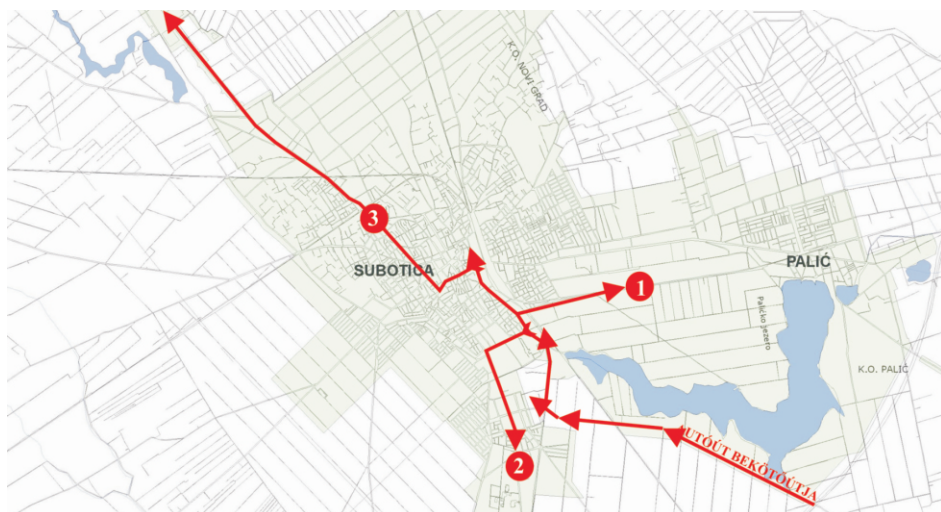 K.O. NOVI GRAD
3
SUBOTICA
PALIĆ
1
Palićko jezero
K.O. PALIĆ
AUTÓÚT BEKÖTŐÚTJA
2